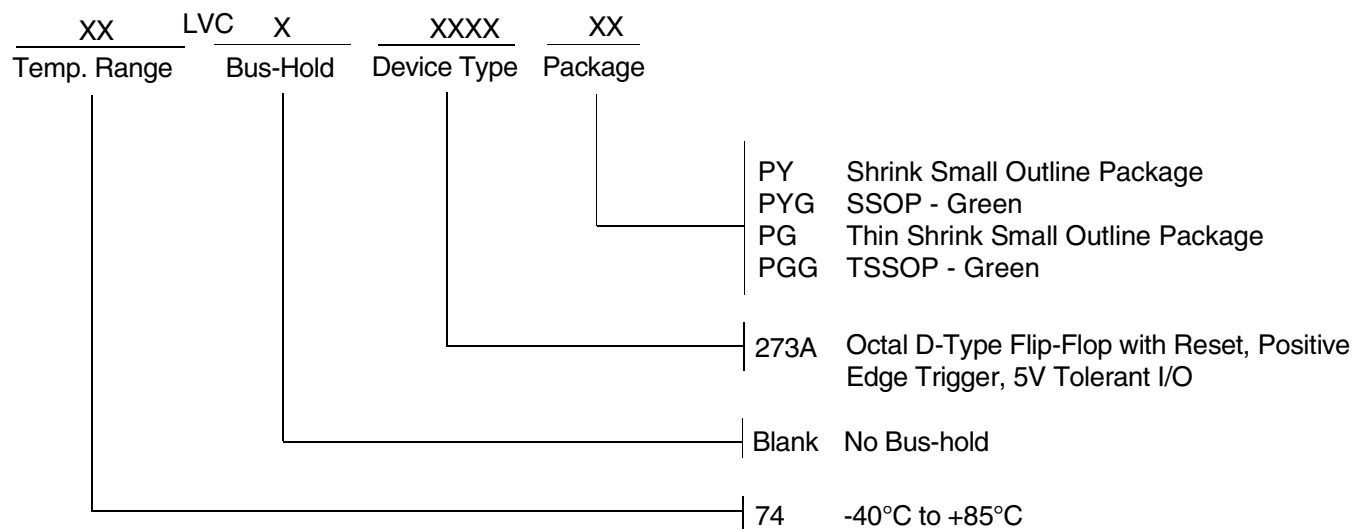 XX LVC X XXXX XX
Temp. Range Bus-Hold Device Type Package
PY Shrink Small Outline Package
PYG SSOP - Green
PG Thin Shrink Small Outline Package
PGG TSSOP - Green
273A Octal D-Type Flip-Flop with Reset, Positive
Edge Trigger, 5V Tolerant I/O
Blank No Bus-hold
74 -40°C to +85°C